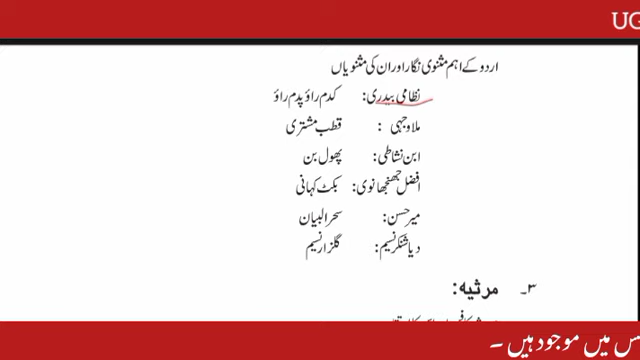 UG
اردو کے اہم مثنوی نگار اور ان کی مثنویاں
نظامی بیدری: کدم راؤ پدم راؤ
ملا وجہی : قطب مشتری
ابن نشاطی: پھول بن
افضل جھنجھانوی: بکٹ کہانی
میر حسن: سحر البیان
دیا شنکر نسیم: گلزار نسیم
۳۔ مرثیہ:
س میں موجود ہیں ۔